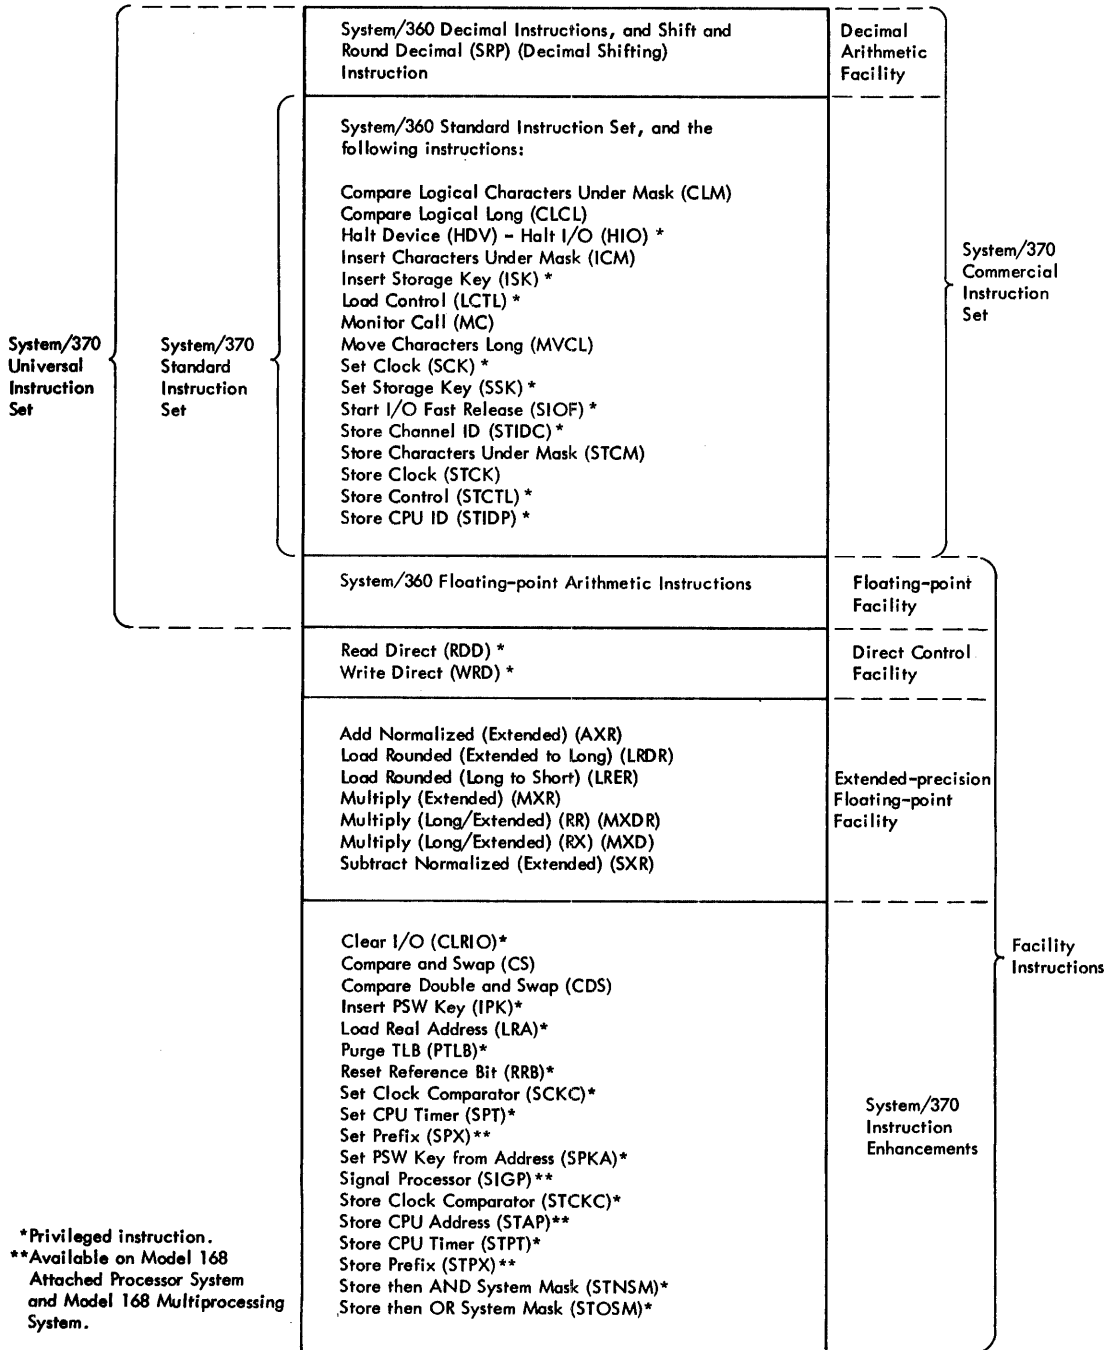 System/360 Decimal Instructions, and Shift and
Round Decimal (SRP) (Decimal Shifting)
Instruction
Decimal
Arithmetic
Facility
System/360 Standard Instruction Set, and the
following instructions:
Compare Logical Characters Under Mask (CLM)
Compare Logical Long (CLCL)
Halt Device (HDV) - Halt I/O (HIO) *
Insert Characters Under Mask (ICM)
Insert Storage Key (ISK) *
Load Control (LCTL) *
Monitor Call (MC)
Move Characters Long (MVCL)
Set Clock (SCK) *
Set Storage Key (SSK) *
Start I/O Fast Release (SIOF) *
Store Channel ID (STIDC) *
Store Characters Under Mask (STCM)
Store Clock (STCK)
Store Control (STCTL) *
Store CPU ID (STIDP) *
System/370
Universal
Instruction
Set
System/370
Standard
Instruction
Set
System/370
Commercial
Instruction
Set
System/360 Floating-point Arithmetic Instructions
Floating-point
Facility
Read Direct (RDD) *
Write Direct (WRD) *
Direct Control
Facility
Add Normalized (Extended) (AXR)
Load Rounded (Extended to Long) (LRDR)
Load Rounded (Long to Short) (LRER)
Multiply (Extended) (MXR)
Multiply (Long/Extended) (RR) (MXDR)
Multiply (Long/Extended) (RX) (MXD)
Subtract Normalized (Extended) (SXR)
Extended-precision
Floating-point
Facility
Clear I/O (CLRIO)*
Compare and Swap (CS)
Compare Double and Swap (CDS)
Insert PSW Key (IPK)*
Load Real Address (LRA)*
Purge TLB (PTLB)*
Reset Reference Bit (RRB)*
Set Clock Comparator (SCKC)*
Set CPU Timer (SPT)*
Set Prefix (SPX)**
Set PSW Key from Address (SPKA)*
Signal Processor (SIGP)**
Store Clock Comparator (STCKC)*
Store CPU Address (STAP)**
Store CPU Timer (STPT)*
Store Prefix (STPX)**
Store then AND System Mask (STNSM)*
Store then OR System Mask (STOSM)*
System/370
Instruction
Enhancements
Facility
Instructions
*Privileged instruction.
**Available on Model 168
Attached Processor System
and Model 168 Multiprocessing
System.